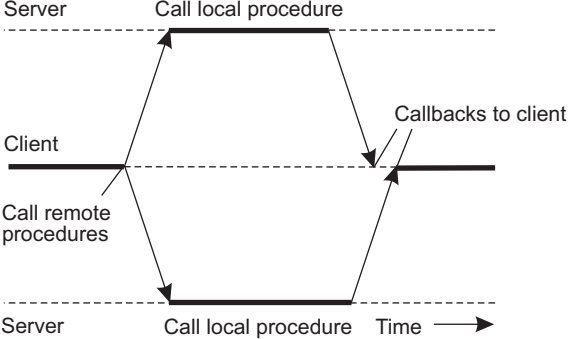 Server
Call local procedure
Callbacks to client
Client
Call remote
procedures
Server
Call local procedure
Time